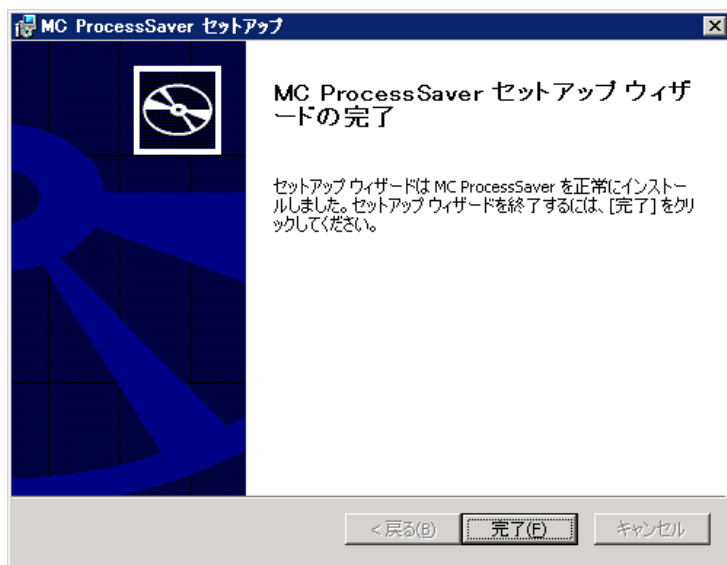 MC ProcessSaver セットアップ
MC ProcessSaver セットアップ ウィザ
ードの完了
セットアップ ウィザードは MC ProcessSaver を正常にインストー
ルしました。セットアップ ウィザードを終了するには、[完了] をクリ
ックしてください。
< 戻る(B)
完了(F)
キャンセル